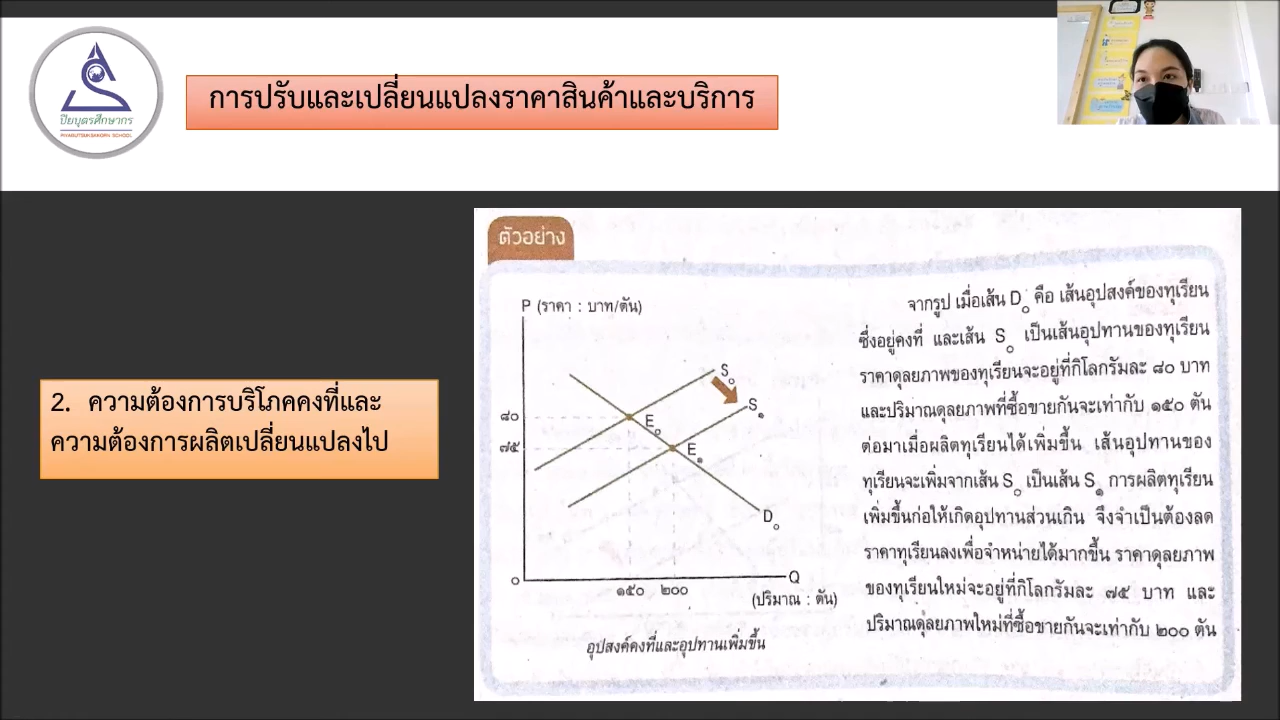 ปิยบุตรศึกษากร
PIYABUTSUKSAKORN SCHOOL
การปรับและเปลี่ยนแปลงราคาสินค้าและบริการ
2. ความต้องการบริโภคคงที่และ
ความต้องการผลิตเปลี่ยนแปลงไป
ตัวอย่าง
P (ราคา : บาท/ตัน)
S๐
S๑
๘๐
E๐
๗๕
E๑
D๐
๐
Q
๑๕๐ ๒๐๐
(ปริมาณ : ตัน)
อุปสงค์คงที่และอุปทานเพิ่มขึ้น
จากรูป เมื่อเส้น D๐ คือ เส้นอุปสงค์ของทุเรียน
ซึ่งอยู่คงที่ และเส้น S๐ เป็นเส้นอุปทานของทุเรียน
ราคาดุลยภาพของทุเรียนจะอยู่ที่กิโลกรัมละ ๘๐ บาท
และปริมาณดุลยภาพที่ซื้อขายกันจะเท่ากับ ๑๕๐ ตัน
ต่อมาเมื่อผลิตทุเรียนได้เพิ่มขึ้น เส้นอุปทานของ
ทุเรียนจะเพิ่มจากเส้น S๐ เป็นเส้น S๑ การผลิตทุเรียน
เพิ่มขึ้นก่อให้เกิดอุปทานส่วนเกิน จึงจำเป็นต้องลด
ราคาทุเรียนลงเพื่อจำหน่ายได้มากขึ้น ราคาดุลยภาพ
ของทุเรียนใหม่จะอยู่ที่กิโลกรัมละ ๗๕ บาท และ
ปริมาณดุลยภาพใหม่ที่ซื้อขายกันจะเท่ากับ ๒๐๐ ตัน